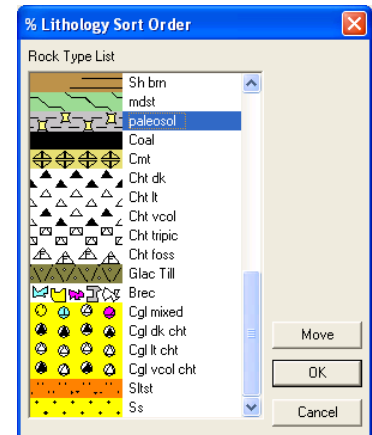 % Lithology Sort Order
Rock Type List
Sh brn
mdst
paleosol
Coal
Cmt
Cht dk
Cht lt
Cht vcol
Cht tripic
Cht foss
Glac Till
Brec
Cgl mixed
Cgl dk cht
Cgl lt cht
Cgl vcol cht
Sltst
Ss
Move
OK
Cancel